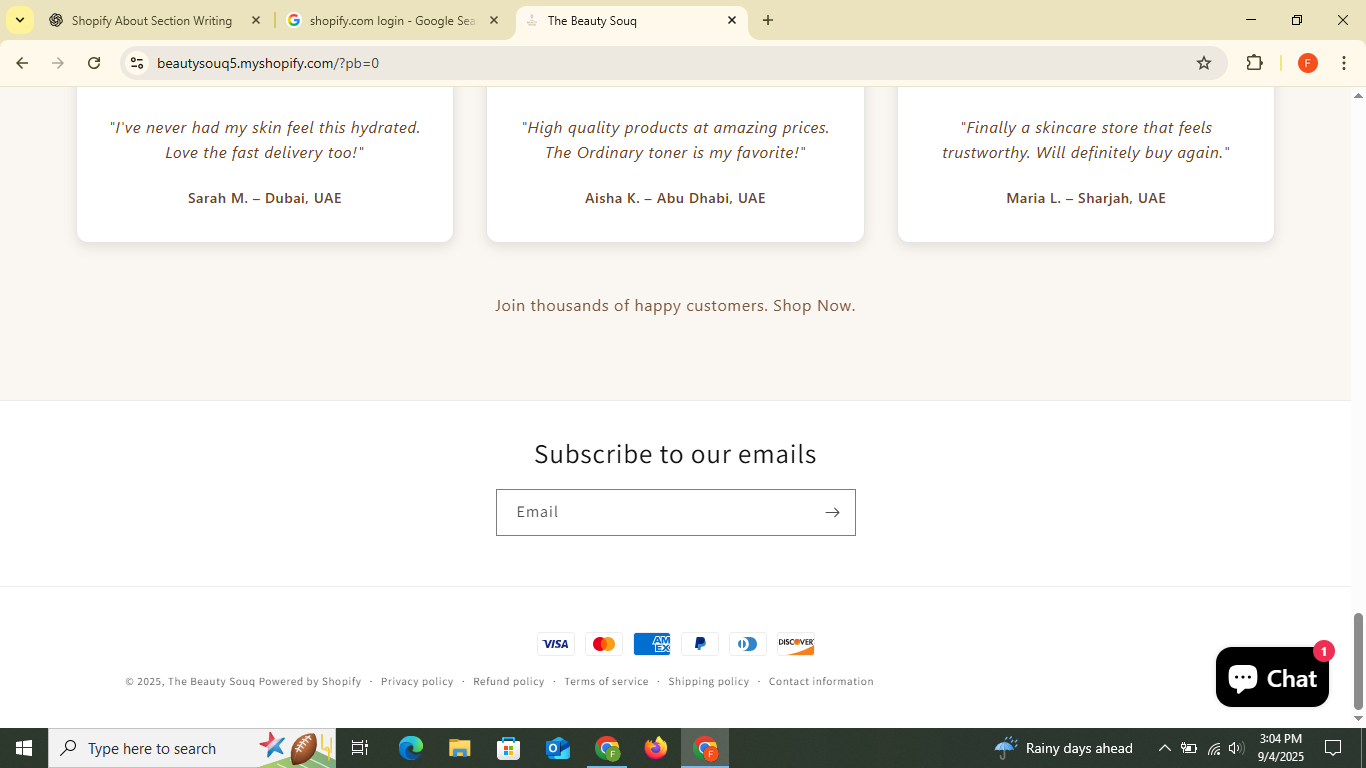 Shopify About Section Writing
shopify.com login - Google Sea
The Beauty Souq
beautysouq5.myshopify.com/?pb=0
F
"I've never had my skin feel this hydrated.
Love the fast delivery too!"
Sarah M. – Dubai, UAE
"High quality products at amazing prices.
The Ordinary toner is my favorite!"
Aisha K. – Abu Dhabi, UAE
"Finally a skincare store that feels
trustworthy. Will definitely buy again."
Maria L. – Sharjah, UAE
Join thousands of happy customers. Shop Now.
Subscribe to our emails
Email
VISA
AM
EX
DISCOVER
© 2025, The Beauty Souq Powered by Shopify · Privacy policy · Refund policy · Terms of service · Shipping policy · Contact information
Chat
1
Type here to search
Rainy days ahead
3:04 PM
9/4/2025